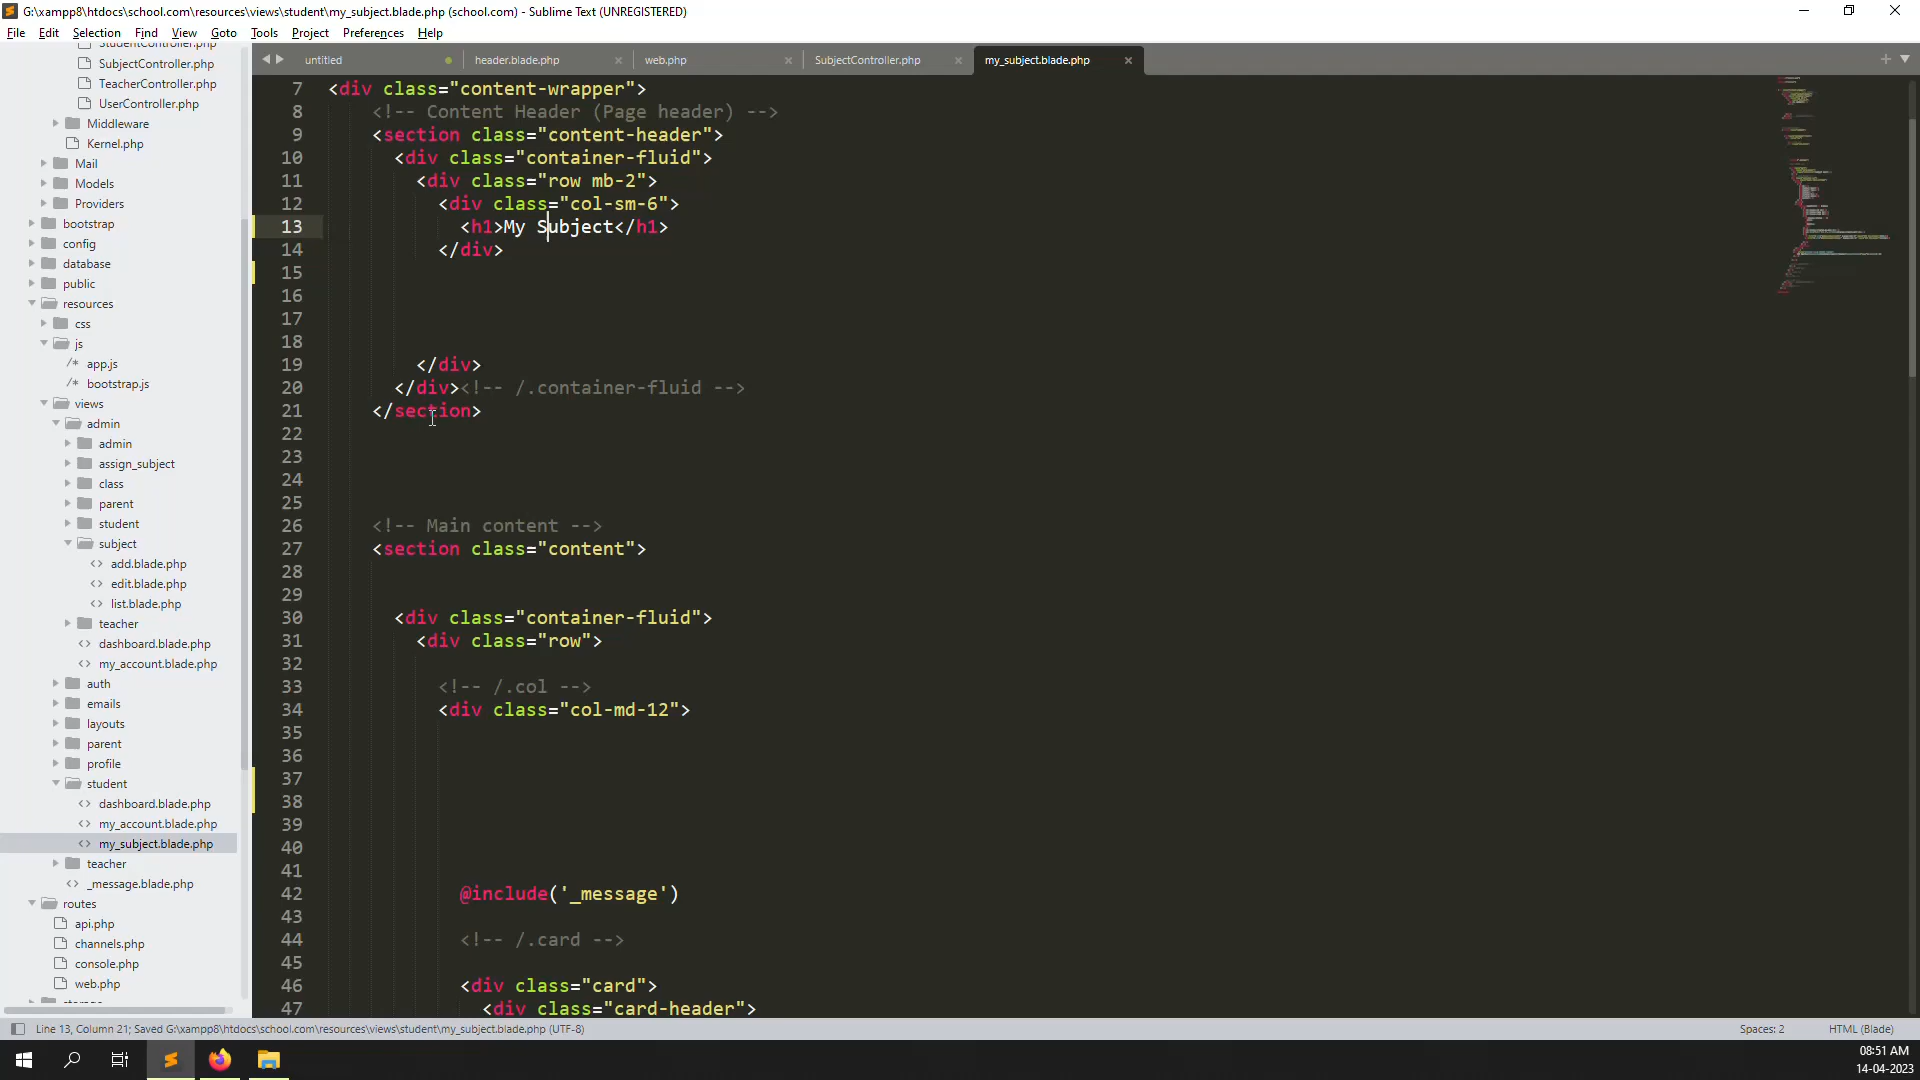 G:\xampp8\htdocs\school.com\resources\views\student\my_subject.blade.php (school.com) - Sublime Text (UNREGISTERED)
File Edit Selection Find View Goto Tools Project Preferences Help
untitled header.blade.php web.php SubjectController.php my_subject.blade.php
StudentController.php
SubjectController.php
TeacherController.php
UserController.php
Middleware
Kernel.php
Mail
Models
Providers
bootstrap
config
database
public
resources
css
js
app.js
bootstrap.js
views
admin
admin
assign_subject
class
parent
student
subject
add.blade.php
edit.blade.php
list.blade.php
teacher
dashboard.blade.php
my_account.blade.php
auth
emails
layouts
parent
profile
student
dashboard.blade.php
my_account.blade.php
my_subject.blade.php
teacher
_message.blade.php
routes
api.php
channels.php
console.php
web.php
7 <div class="content-wrapper">
8 <!-- Content Header (Page header) -->
9 <section class="content-header">
10 <div class="container-fluid">
11 <div class="row mb-2">
12 <div class="col-sm-6">
13 <h1>My Subject</h1>
14 </div>
15
16
17
18
19 </div>
20 </div><!-- /.container-fluid -->
21 </section>
22
23
24
25
26 <!-- Main content -->
27 <section class="content">
28
29
30 <div class="container-fluid">
31 <div class="row">
32
33 <!-- /.col -->
34 <div class="col-md-12">
35
36
37
38
39
40
41
42 @include('_message')
43
44 <!-- /.card -->
45
46 <div class="card">
47 <div class="card-header">
Line 13, Column 21; Saved G:\xampp8\htdocs\school.com\resources\views\student\my_subject.blade.php (UTF-8) Spaces: 2 HTML (Blade)
08:51 AM
14-04-2023